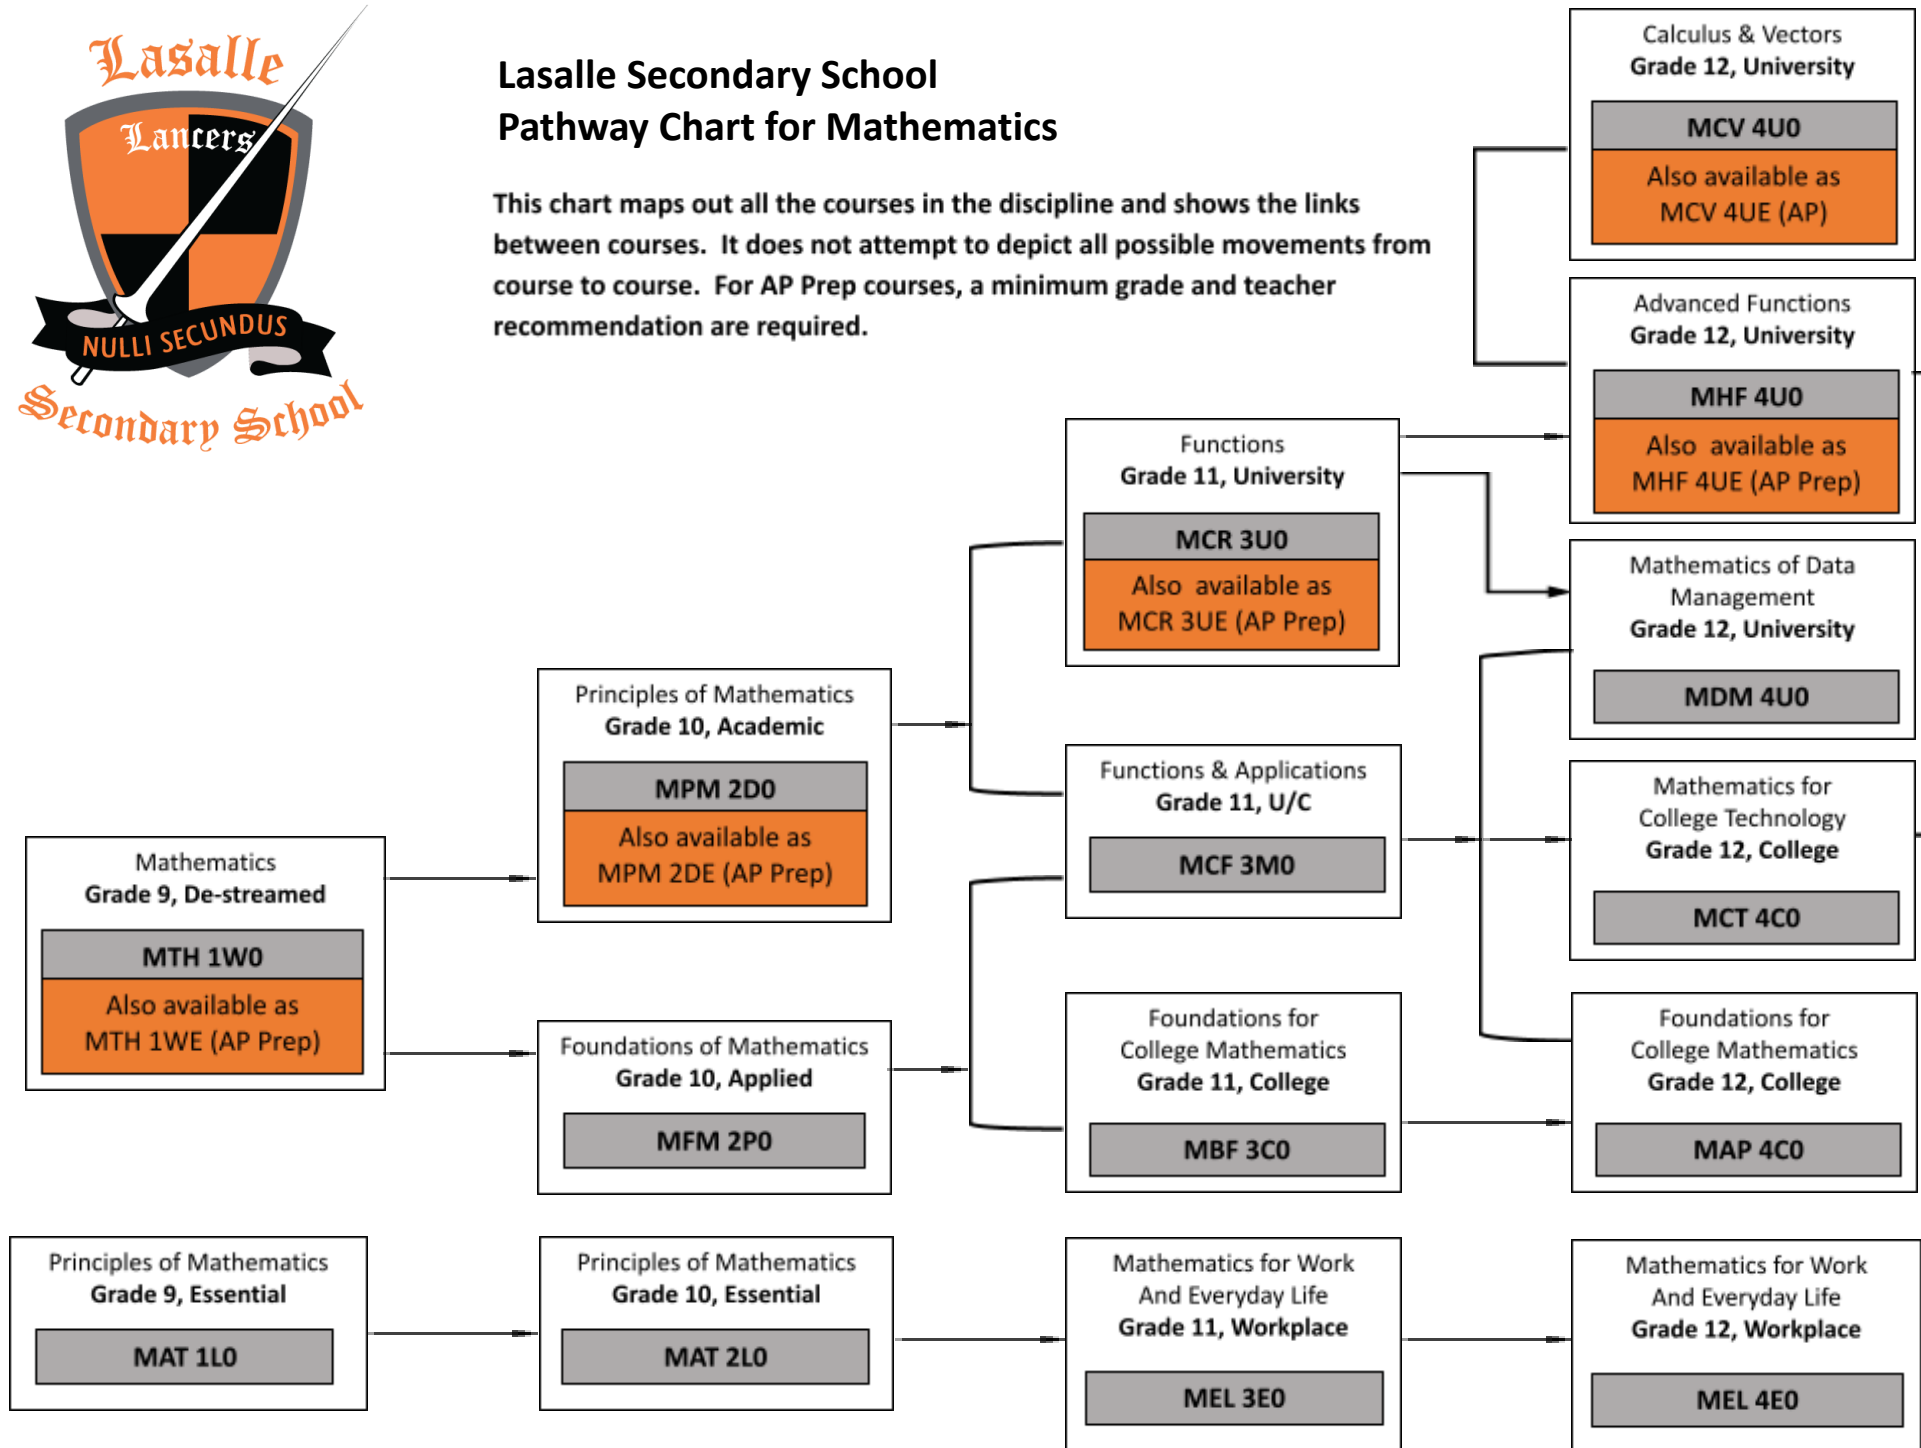 Lasalle
Lancers
NULLI SECUNDUS
Secondary School
Lasalle Secondary School
Pathway Chart for Mathematics
This chart maps out all the courses in the discipline and shows the links
between courses. It does not attempt to depict all possible movements from
course to course. For AP Prep courses, a minimum grade and teacher
recommendation are required.
Mathematics
Grade 9, De-streamed
MTH 1W0
Also available as
MTH 1WE (AP Prep)
Principles of Mathematics
Grade 9, Essential
MAT 1L0
Principles of Mathematics
Grade 10, Academic
MPM 2D0
Also available as
MPM 2DE (AP Prep)
Foundations of Mathematics
Grade 10, Applied
MFM 2P0
Principles of Mathematics
Grade 10, Essential
MAT 2L0
Functions
Grade 11, University
MCR 3U0
Also available as
MCR 3UE (AP Prep)
Functions & Applications
Grade 11, U/C
MCF 3M0
Foundations for
College Mathematics
Grade 11, College
MBF 3C0
Mathematics for Work
And Everyday Life
Grade 11, Workplace
MEL 3E0
Calculus & Vectors
Grade 12, University
MCV 4U0
Also available as
MCV 4UE (AP)
Advanced Functions
Grade 12, University
MHF 4U0
Also available as
MHF 4UE (AP Prep)
Mathematics of Data
Management
Grade 12, University
MDM 4U0
Mathematics for
College Technology
Grade 12, College
MCT 4C0
Foundations for
College Mathematics
Grade 12, College
MAP 4C0
Mathematics for Work
And Everyday Life
Grade 12, Workplace
MEL 4E0